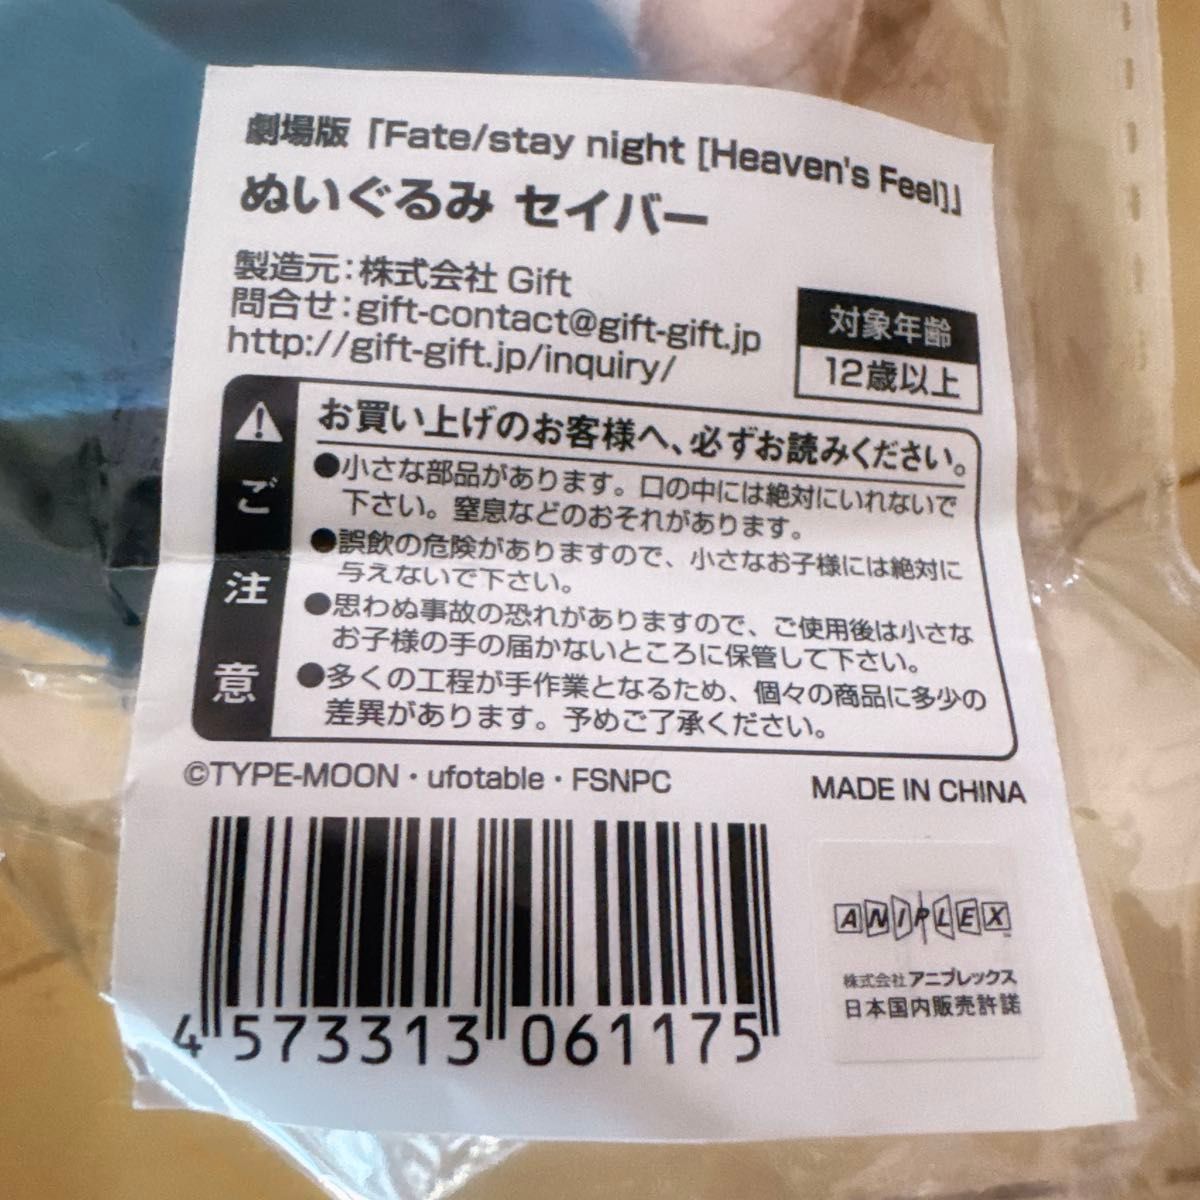 劇場版「Fate/stay night [Heaven's Feel]」
ぬいぐるみ セイバー
製造元：株式会社 Gift
問合せ：gift-contact@gift-gift.jp
http://gift-gift.jp/inquiry/
対象年齢
12歳以上
ご注意
お買い上げのお客様へ、必ずお読みください。
●小さな部品があります。口の中には絶対にいれないで
下さい。窒息などのおそれがあります。
●誤飲の危険がありますので、小さなお子様には絶対に
与えないで下さい。
●思わぬ事故の恐れがありますので、ご使用後は小さな
お子様の手の届かないところに保管して下さい。
●多くの工程が手作業となるため、個々の商品に多少の
差異があります。予めご了承ください。
©TYPE-MOON・ufotable・FSNPC
MADE IN CHINA
4 573313 061175
ANIPLEX
株式会社アニプレックス
日本国内販売許諾